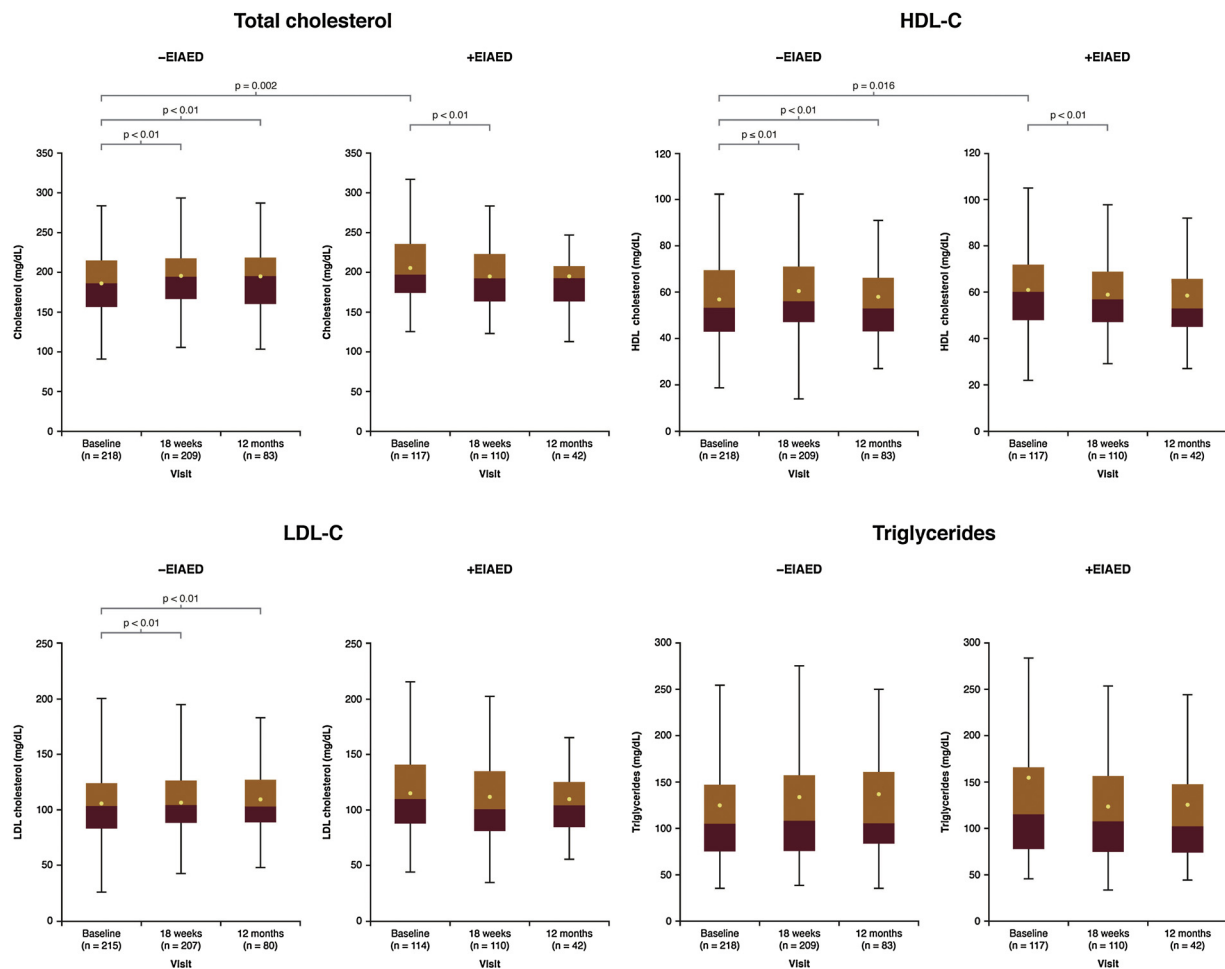 Total cholesterol
–EIAED
+EIAED
p = 0.002
p < 0.01
p < 0.01
p < 0.01
Cholesterol (mg/dL)
350
300
250
200
150
100
50
0
Baseline
(n = 218)
18 weeks
(n = 209)
12 months
(n = 83)
Visit
Cholesterol (mg/dL)
350
300
250
200
150
100
50
0
Baseline
(n = 117)
18 weeks
(n = 110)
12 months
(n = 42)
Visit
HDL-C
–EIAED
+EIAED
p = 0.016
p < 0.01
p ≤ 0.01
p < 0.01
HDL cholesterol (mg/dL)
120
100
80
60
40
20
0
Baseline
(n = 218)
18 weeks
(n = 209)
12 months
(n = 83)
Visit
HDL cholesterol (mg/dL)
120
100
80
60
40
20
0
Baseline
(n = 117)
18 weeks
(n = 110)
12 months
(n = 42)
Visit
LDL-C
–EIAED
+EIAED
p < 0.01
p < 0.01
LDL cholesterol (mg/dL)
250
200
150
100
50
0
Baseline
(n = 215)
18 weeks
(n = 207)
12 months
(n = 80)
Visit
LDL cholesterol (mg/dL)
250
200
150
100
50
0
Baseline
(n = 114)
18 weeks
(n = 110)
12 months
(n = 42)
Visit
Triglycerides
–EIAED
+EIAED
Triglycerides (mg/dL)
300
250
200
150
100
50
0
Baseline
(n = 218)
18 weeks
(n = 209)
12 months
(n = 83)
Visit
Triglycerides (mg/dL)
300
250
200
150
100
50
0
Baseline
(n = 117)
18 weeks
(n = 110)
12 months
(n = 42)
Visit